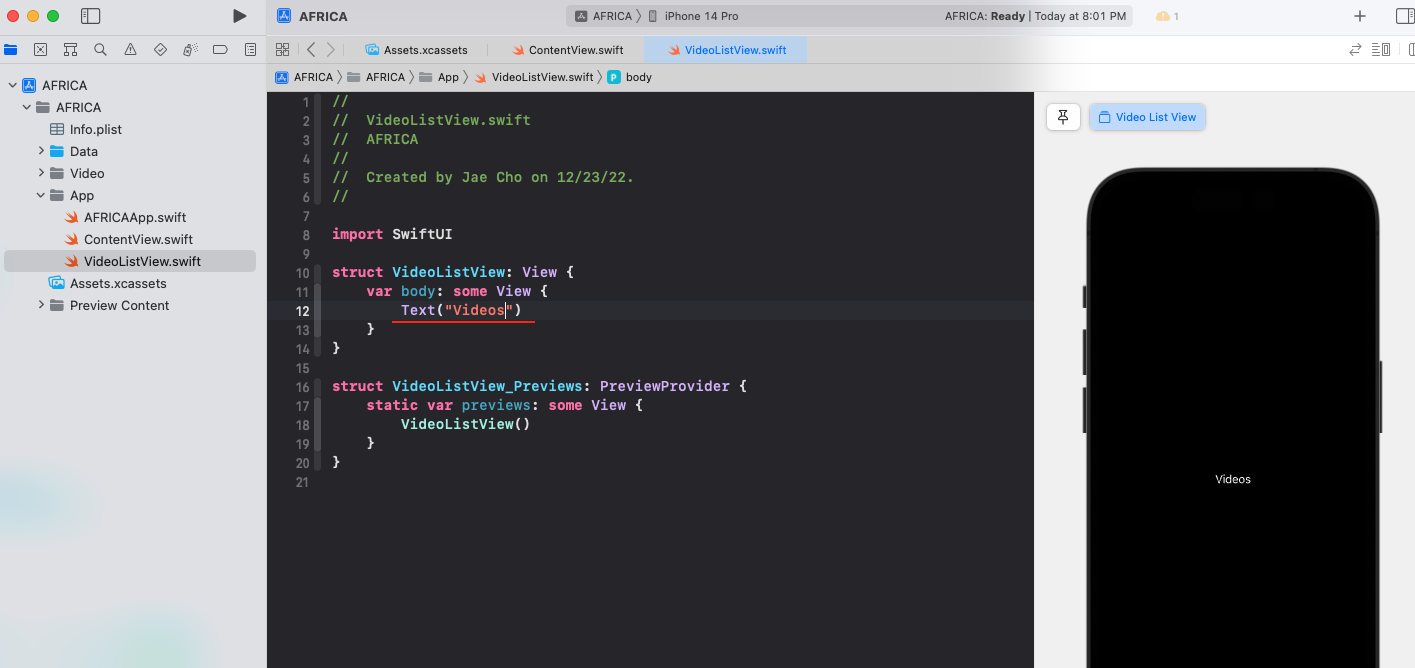 AFRICA
AFRICA 〉 iPhone 14 Pro
AFRICA: Ready | Today at 8:01 PM
1
Assets.xcassets
ContentView.swift
VideoListView.swift
AFRICA 〉 AFRICA 〉 App 〉 VideoListView.swift 〉 P body
AFRICA
AFRICA
Info.plist
Data
Video
App
AFRICAApp.swift
ContentView.swift
VideoListView.swift
Assets.xcassets
Preview Content
1 //
2 //  VideoListView.swift
3 //  AFRICA
4 //
5 //  Created by Jae Cho on 12/23/22.
6 //
7
8 import SwiftUI
9
10 struct VideoListView: View {
11     var body: some View {
12         Text("Videos")
13     }
14 }
15
16 struct VideoListView_Previews: PreviewProvider {
17     static var previews: some View {
18         VideoListView()
19     }
20 }
21
Video List View
Videos